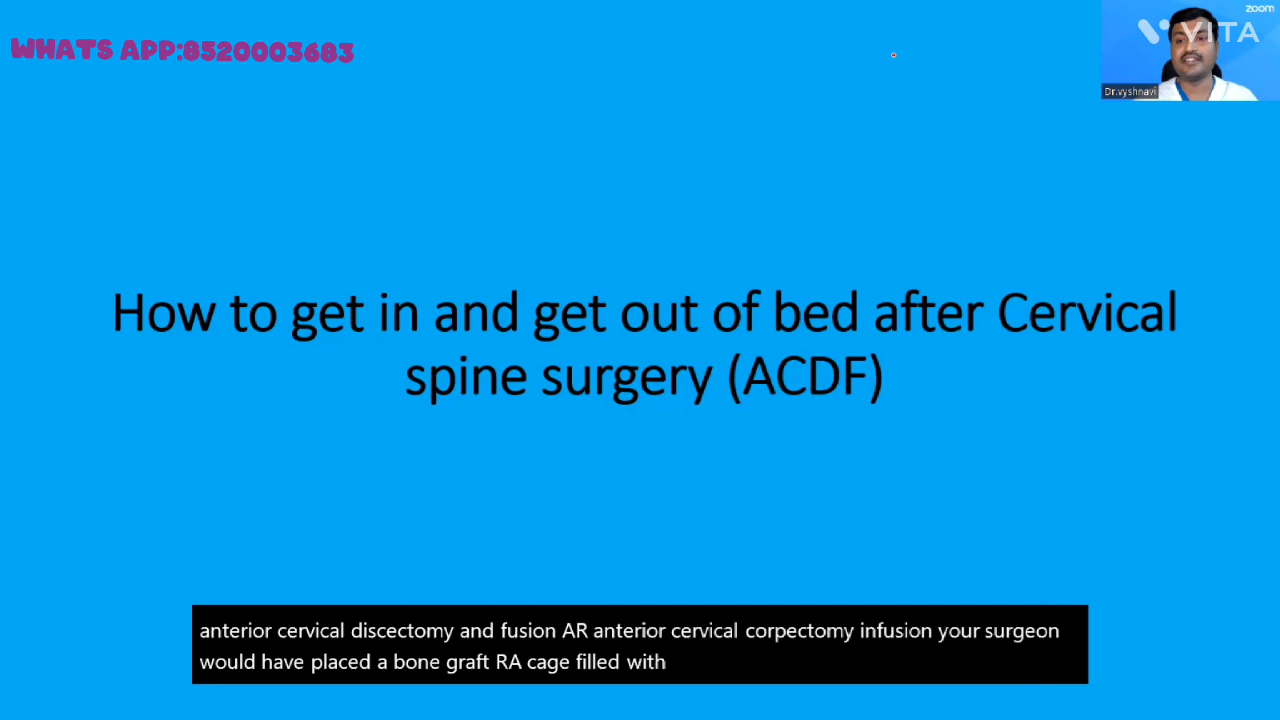 zoom
WHATS APP:8520003683
VITA
Dr.vyshnavi
How to get in and get out of bed after Cervical
spine surgery (ACDF)
anterior cervical discectomy and fusion AR anterior cervical corpectomy infusion your surgeon
would have placed a bone graft RA cage filled with